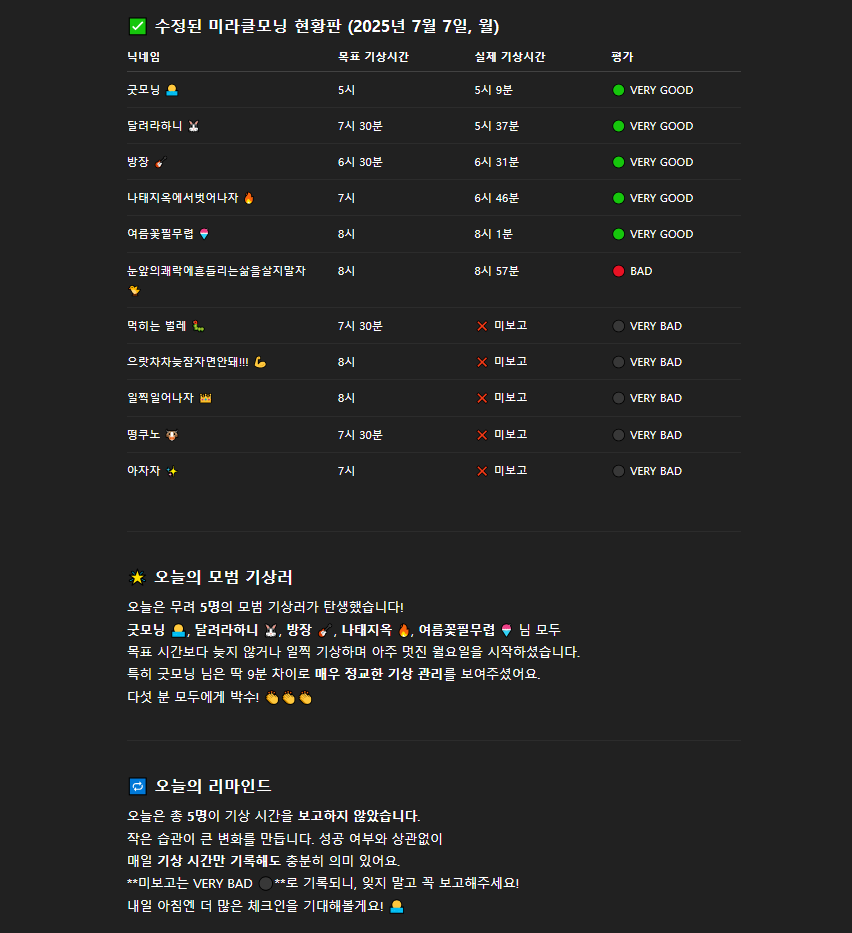 ✅ 수정된 미라클모닝 현황판 (2025년 7월 7일, 월)
닉네임 목표 기상시간 실제 기상시간 평가
굿모닝 🙂 5시 5시 9분 🟢 VERY GOOD
달려라하니 🐰 7시 30분 5시 37분 🟢 VERY GOOD
방장 🎸 6시 30분 6시 31분 🟢 VERY GOOD
나태지옥에서벗어나자 🔥 7시 6시 46분 🟢 VERY GOOD
여름꽃필무렵 🍧 8시 8시 1분 🟢 VERY GOOD
눈앞의쾌락에흔들리는삶을살지말자 8시 8시 57분 🔴 BAD
🐤
먹히는 벌레 🐛 7시 30분 ❌ 미보고 ⚫ VERY BAD
으랏차차늦잠자면안돼!!! 💪 8시 ❌ 미보고 ⚫ VERY BAD
일찍일어나자 👑 8시 ❌ 미보고 ⚫ VERY BAD
떵쿠노 🐮 7시 30분 ❌ 미보고 ⚫ VERY BAD
아자자 ✨ 7시 ❌ 미보고 ⚫ VERY BAD
🌟 오늘의 모범 기상러
오늘은 무려 5명의 모범 기상러가 탄생했습니다!
굿모닝 🙂, 달려라하니 🐰, 방장 🎸, 나태지옥 🔥, 여름꽃필무렵 🍧 님 모두
목표 시간보다 늦지 않거나 일찍 기상하며 아주 멋진 월요일을 시작하셨습니다.
특히 굿모닝 님은 딱 9분 차이로 매우 정교한 기상 관리를 보여주셨어요.
다섯 분 모두에게 박수! 👏👏👏
🔁 오늘의 리마인드
오늘은 총 5명이 기상 시간을 보고하지 않았습니다.
작은 습관이 큰 변화를 만듭니다. 성공 여부와 상관없이
매일 기상 시간만 기록해도 충분히 의미 있어요.
**미보고는 VERY BAD ⚫**로 기록되니, 잊지 말고 꼭 보고해주세요!
내일 아침엔 더 많은 체크인을 기대해볼게요! 🙂